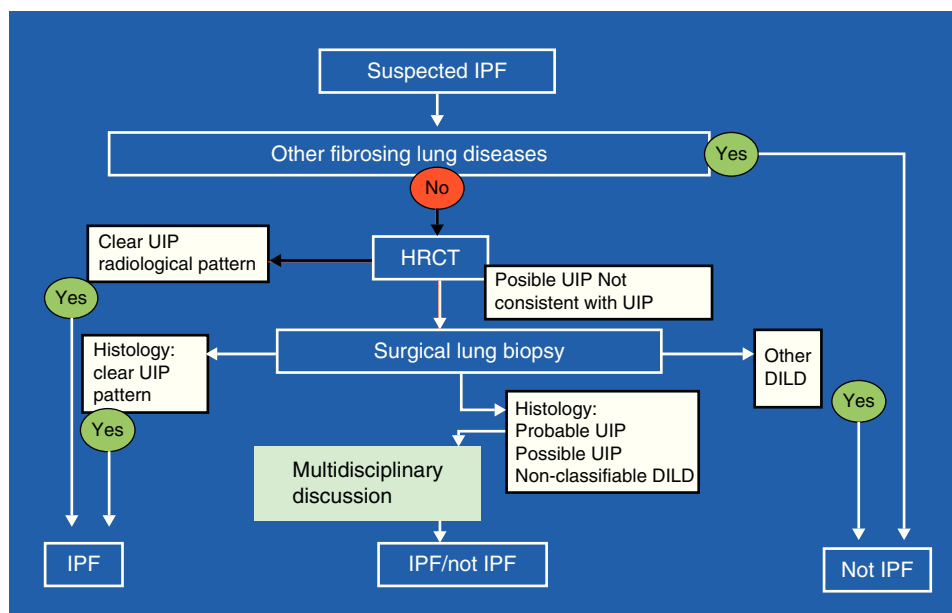 Suspected IPF
Other fibrosing lung diseases
Yes
No
Clear UIP
radiological pattern
HRCT
Posible UIP Not
consistent with UIP
Yes
Histology:
clear UIP
pattern
Surgical lung biopsy
Other
DILD
Yes
Yes
Histology:
Probable UIP
Possible UIP
Non-classifiable DILD
Multidisciplinary
discussion
IPF
IPF/not IPF
Not IPF